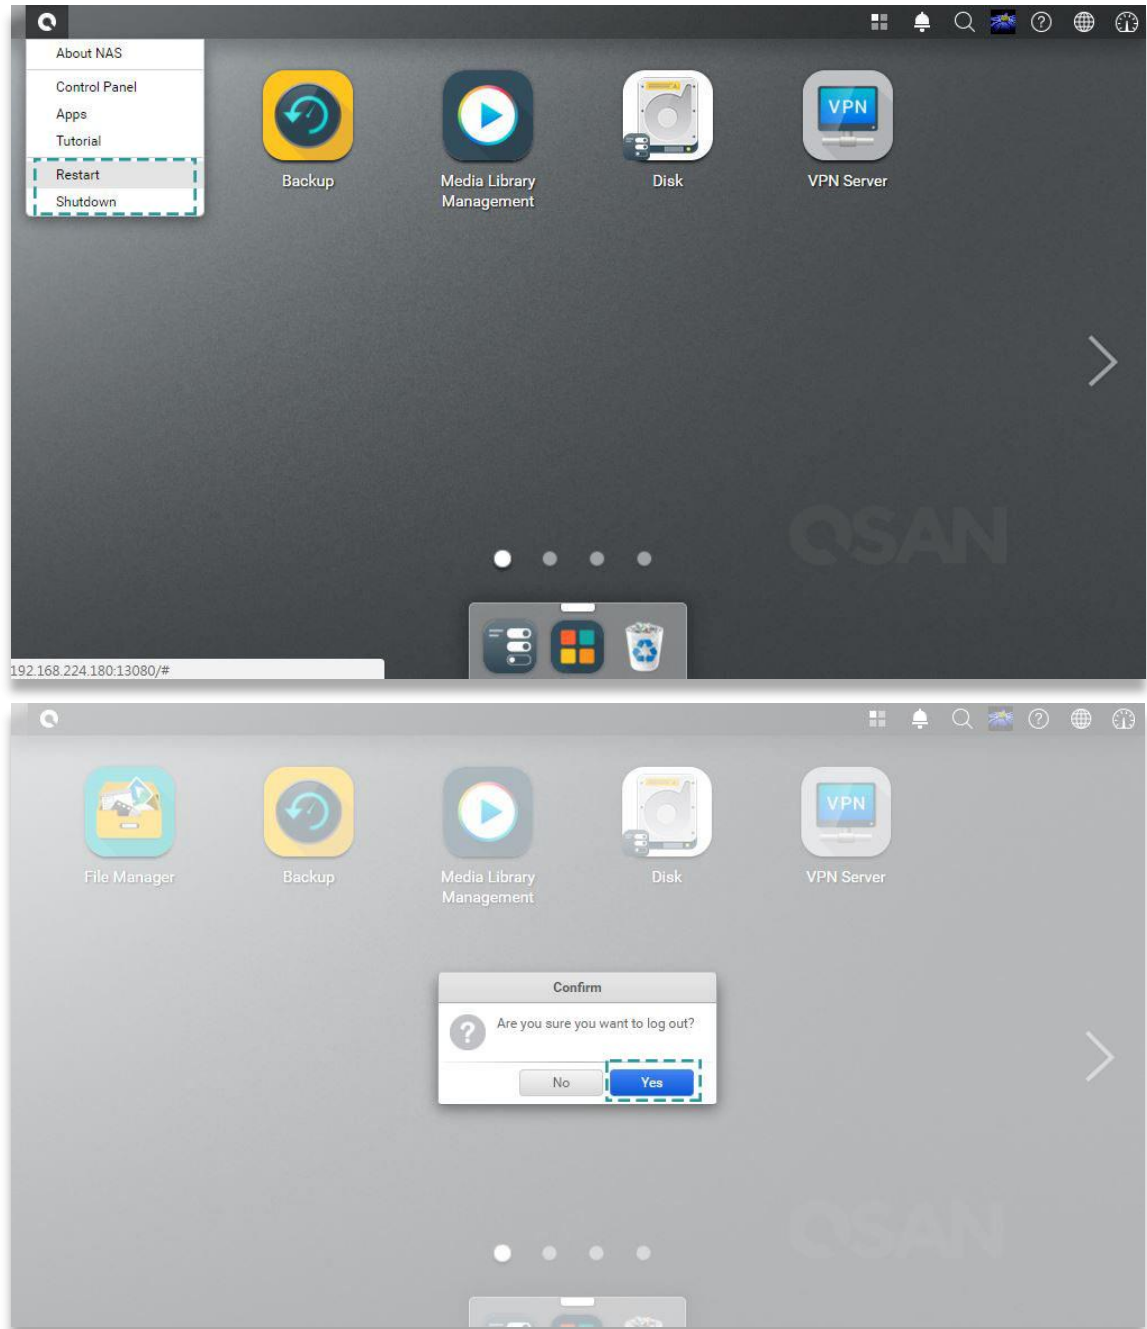 About NAS
Control Panel
Apps
Tutorial
Restart
Shutdown
Backup
Media Library
Management
Disk
VPN
VPN Server
QSAN
192.168.224.180:13080/#
File Manager
Backup
Media Library
Management
Disk
VPN
VPN Server
Confirm
Are you sure you want to log out?
No
Yes
QSAN